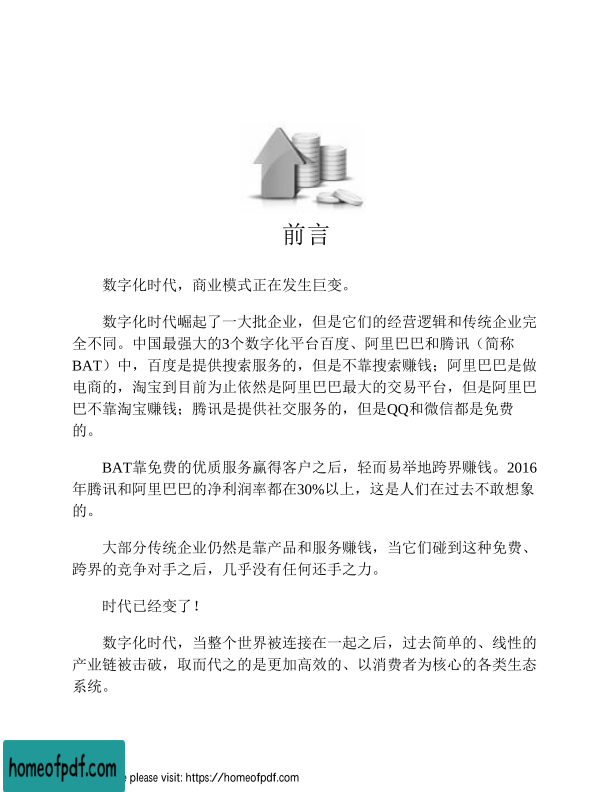 前言
数字化时代，商业模式正在发生巨变。
数字化时代崛起了一大批企业，但是它们的经营逻辑和传统企业完
全不同。中国最强大的3个数字化平台百度、阿里巴巴和腾讯（简称
BAT）中，百度是提供搜索服务的，但是不靠搜索赚钱；阿里巴巴是做
电商的，淘宝到目前为止依然是阿里巴巴最大的交易平台，但是阿里巴
巴不靠淘宝赚钱；腾讯是提供社交服务的，但是QQ和微信都是免费
的。
BAT靠免费的优质服务赢得客户之后，轻而易举地跨界赚钱。2016
年腾讯和阿里巴巴的净利润率都在30%以上，这是人们在过去不敢想象
的。
大部分传统企业仍然是靠产品和服务赚钱，当它们碰到这种免费、
跨界的竞争对手之后，几乎没有任何还手之力。
时代已经变了！
数字化时代，当整个世界被连接在一起之后，过去简单的、线性的
产业链被击破，取而代之的是更加高效的、以消费者为核心的各类生态
系统。
homeofpdf.com
please visit: https://homeofpdf.com